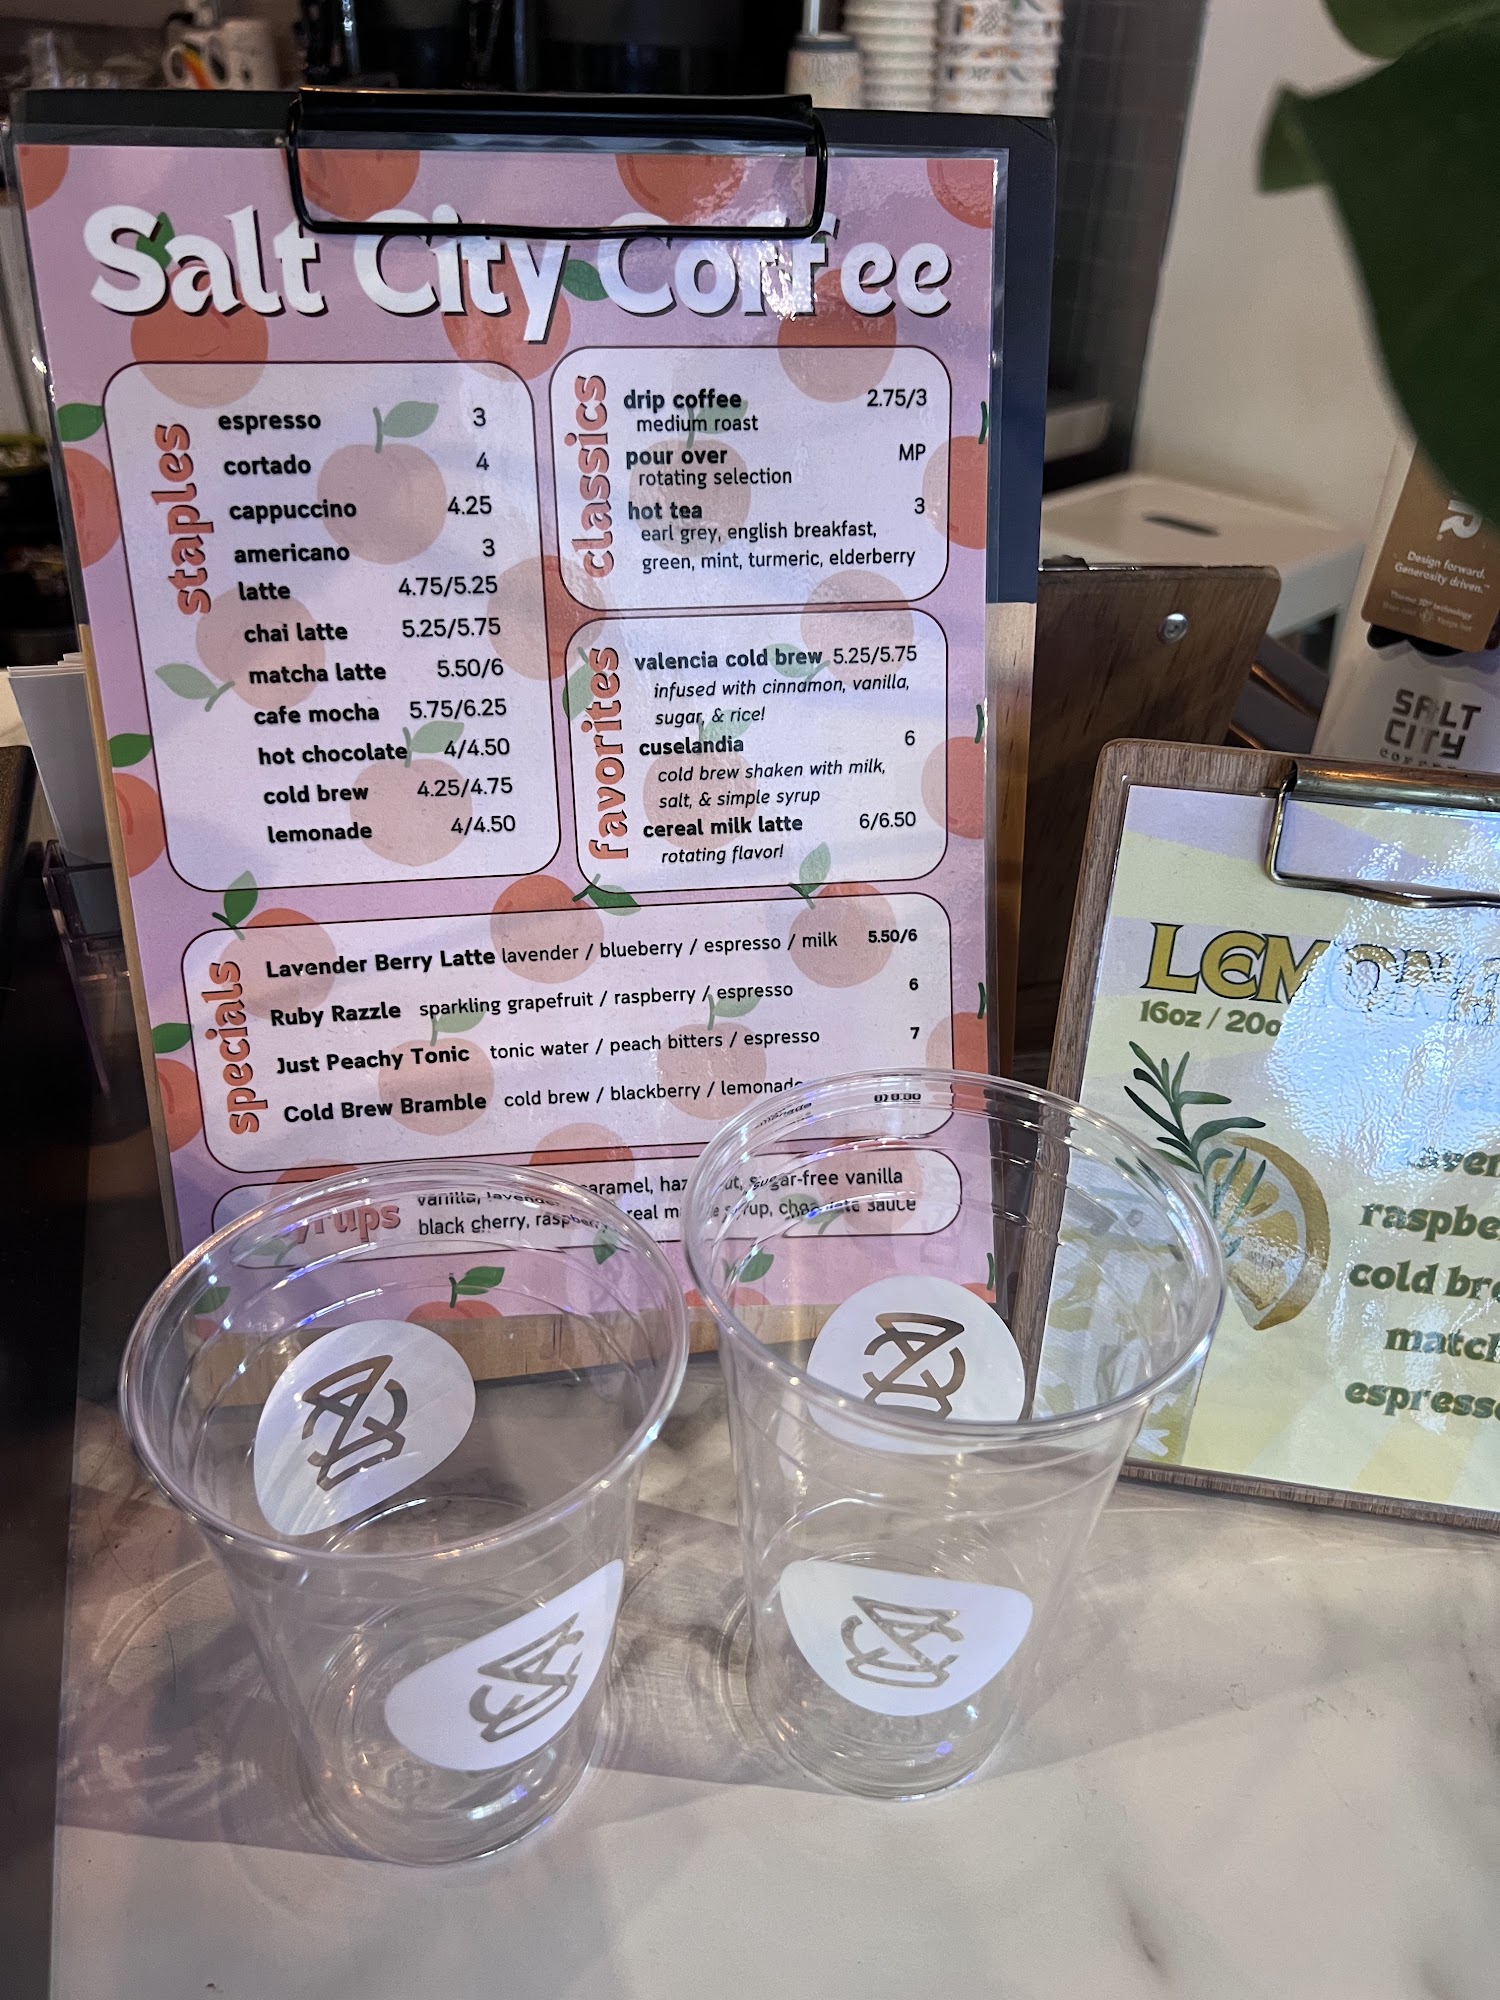 Salt City Coffee
staples
espresso 3
cortado 4
cappuccino 4.25
americano 3
latte 4.75/5.25
chai latte 5.25/5.75
matcha latte 5.50/6
cafe mocha 5.75/6.25
hot chocolate 4/4.50
cold brew 4.25/4.75
lemonade 4/4.50
classics
drip coffee 2.75/3
medium roast
pour over MP
rotating selection
hot tea 3
earl grey, english breakfast,
green, mint, turmeric, elderberry
favorites
valencia cold brew 5.25/5.75
infused with cinnamon, vanilla,
sugar, & rice!
cuselandia 6
cold brew shaken with milk,
salt, & simple syrup
cereal milk latte 6/6.50
rotating flavor!
specials
Lavender Berry Latte lavender / blueberry / espresso / milk 5.50/6
Ruby Razzle sparkling grapefruit / raspberry / espresso 6
Just Peachy Tonic tonic water / peach bitters / espresso 7
Cold Brew Bramble cold brew / blackberry / lemonade
vanilla, sugar-free vanilla
black cherry, raspberry, chocolate sauce
Design forward.
Generosity driven.
SALT
CITY
16oz /
cold
espresso